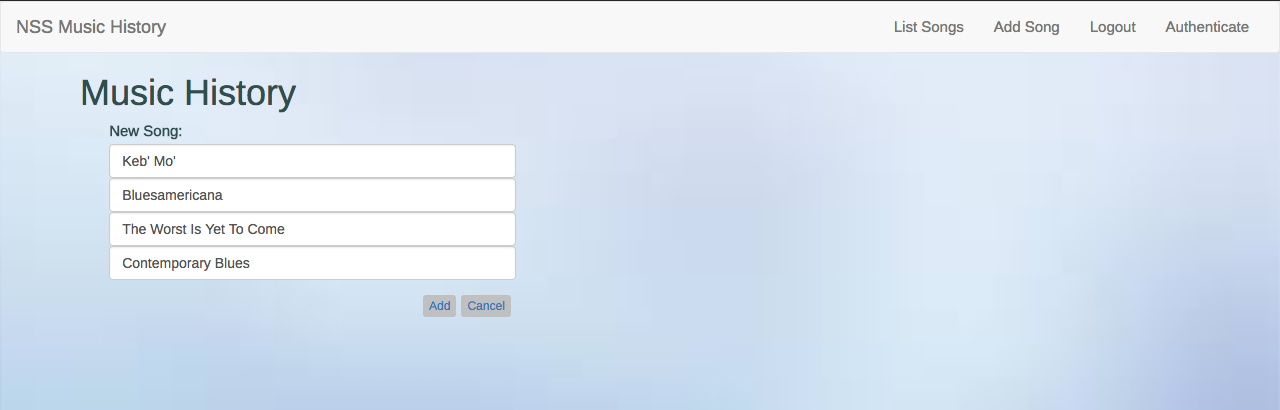 NSS Music History List Songs Add Song Logout Authenticate
Music History
New Song:
Keb' Mo'
Bluesamericana
The Worst Is Yet To Come
Contemporary Blues
Add Cancel